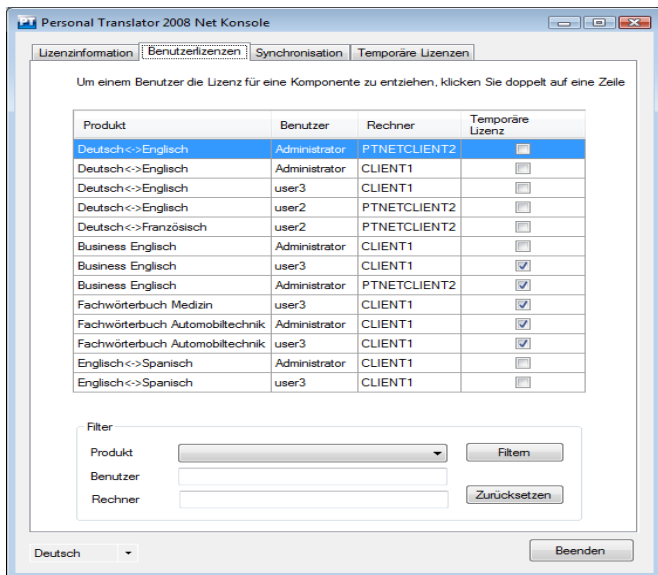 PT Personal Translator 2008 Net Konsole
Lizenzinformation Benutzerlizenzen Synchronisation Temporäre Lizenzen
Um einem Benutzer die Lizenz für eine Komponente zu entziehen, klicken Sie doppelt auf eine Zeile
Produkt Benutzer Rechner Temporäre Lizenz
Deutsch<->Englisch Administrator PTNETCLIENT2
Deutsch<->Englisch Administrator CLIENT1
Deutsch<->Englisch user3 CLIENT1
Deutsch<->Englisch user2 PTNETCLIENT2
Deutsch<->Französisch user2 PTNETCLIENT2
Business Englisch Administrator CLIENT1
Business Englisch user3 CLIENT1
Business Englisch Administrator PTNETCLIENT2
Fachwörterbuch Medizin user3 CLIENT1
Fachwörterbuch Automobiltechnik Administrator CLIENT1
Fachwörterbuch Automobiltechnik user3 CLIENT1
Englisch<->Spanisch Administrator CLIENT1
Englisch<->Spanisch user3 CLIENT1
Filter
Produkt Filtern
Benutzer
Rechner Zurücksetzen
Deutsch Beenden